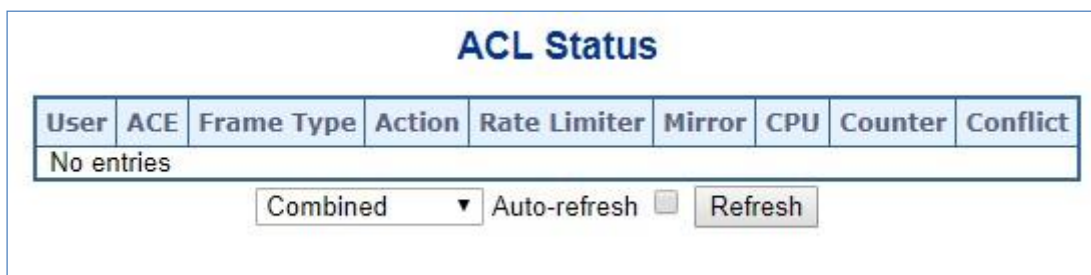 ACL Status
User ACE Frame Type Action Rate Limiter Mirror CPU Counter Conflict
No entries
Combined Auto-refresh Refresh